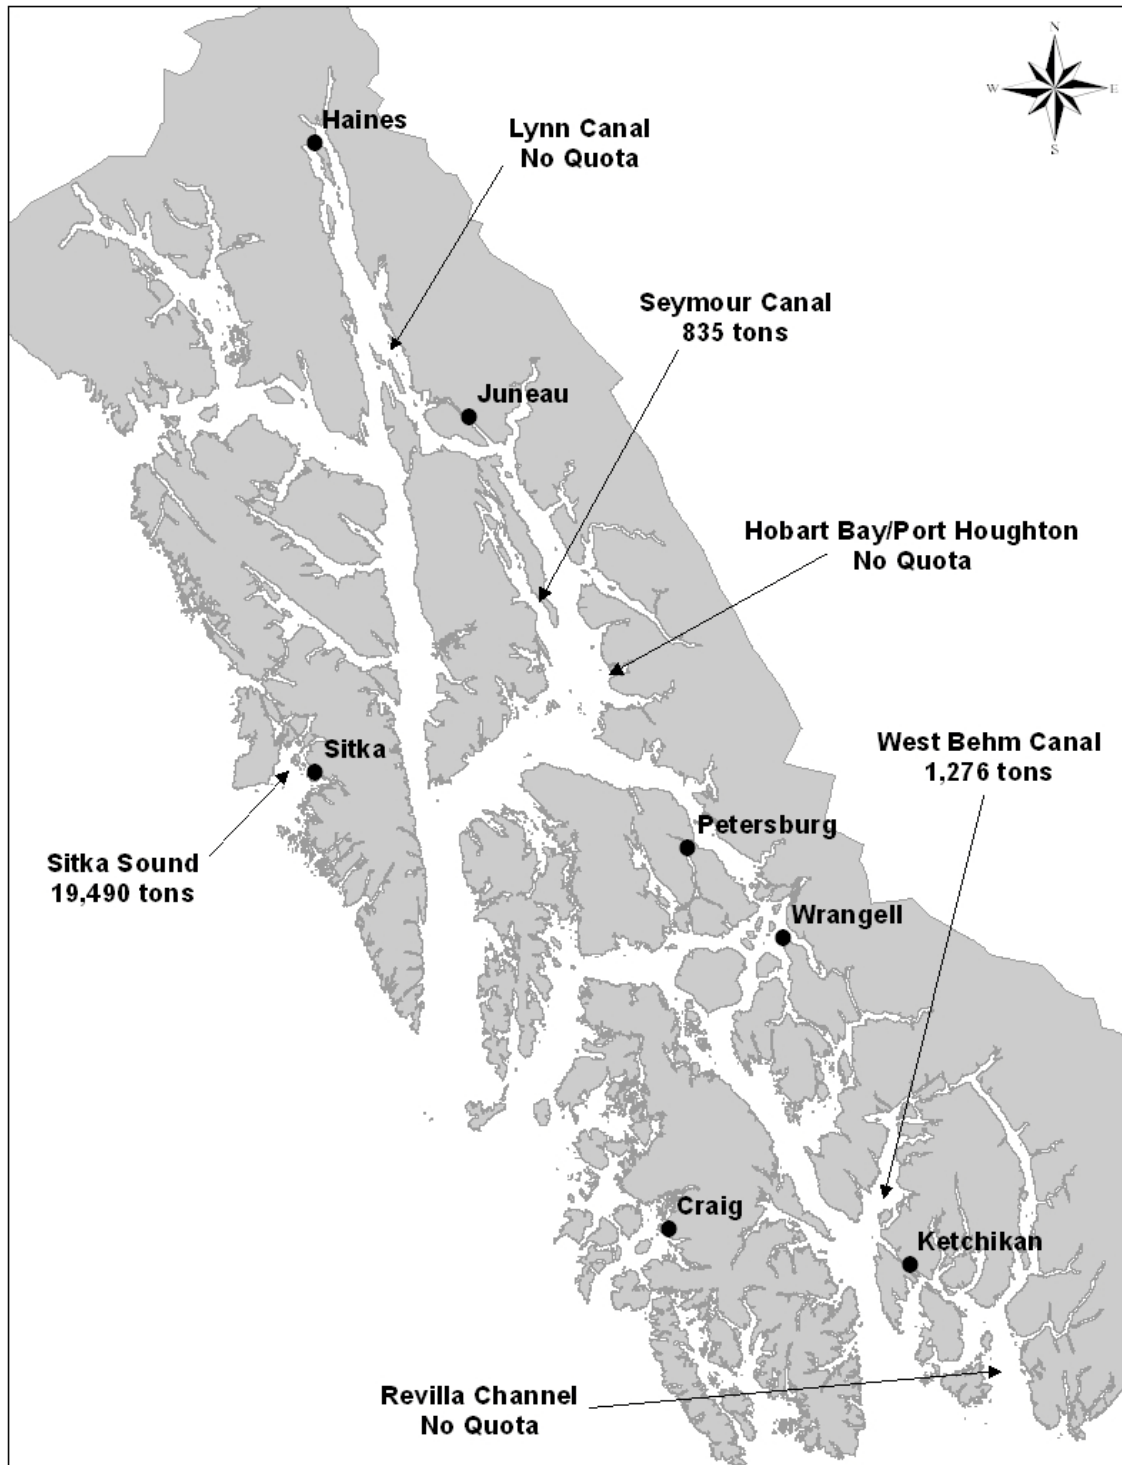 N
W E
S
Haines
Lynn Canal
No Quota
Seymour Canal
835 tons
Juneau
Hobart Bay/Port Houghton
No Quota
Sitka
West Behm Canal
1,276 tons
Petersburg
Sitka Sound
19,490 tons
Wrangell
Craig
Ketchikan
Revilla Channel
No Quota